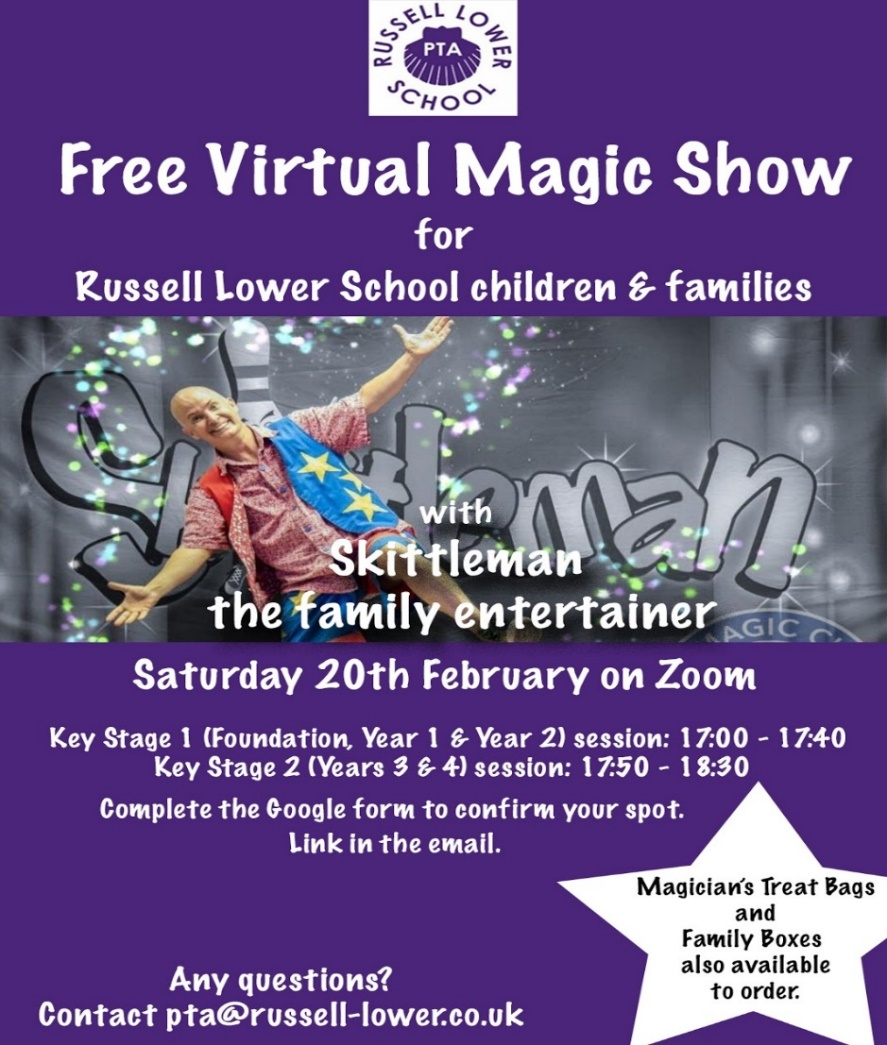 RUSSELL LOWER
PTA
SCHOOL
Free Virtual Magic Show
for
Russell Lower School children & families
Skittleman
with
Skittleman
the family entertainer
Saturday 20th February on Zoom
Key Stage 1 (Foundation, Year 1 & Year 2) session: 17:00 - 17:40
Key Stage 2 (Years 3 & 4) session: 17:50 - 18:30
Complete the Google form to confirm your spot.
Link in the email.
Magician's Treat Bags
and
Family Boxes
also available
to order.
Any questions?
Contact pta@russell-lower.co.uk